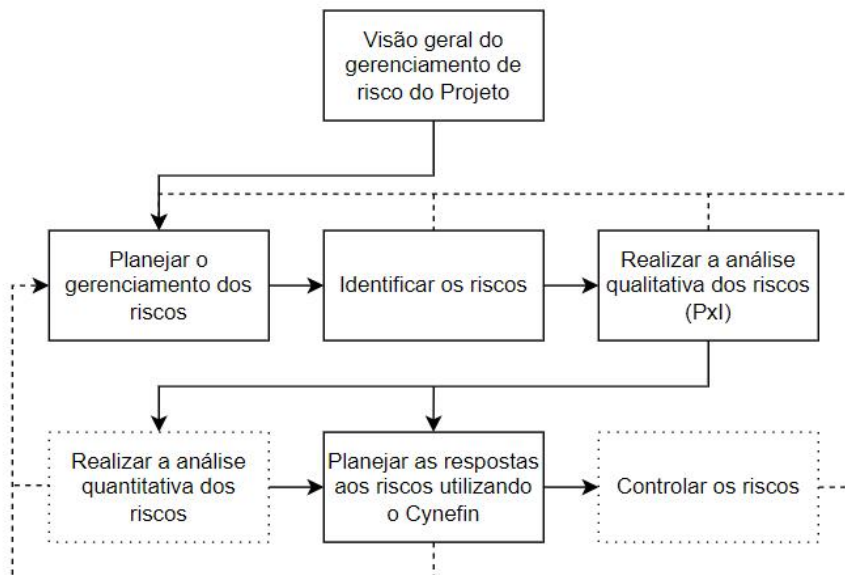 Visão geral do
gerenciamento de
risco do Projeto
Planejar o
gerenciamento dos
riscos
Identificar os riscos
Realizar a análise
qualitativa dos riscos
(PxI)
Realizar a análise
quantitativa dos
riscos
Planejar as respostas
aos riscos utilizando
o Cynefin
Controlar os riscos